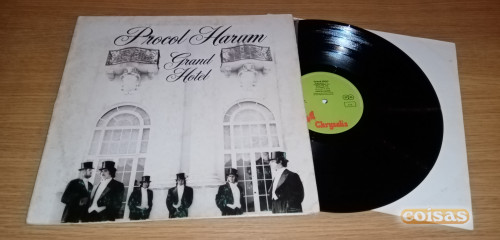 Procol Harum
Grand
Hotel
Chrysalis
coisas